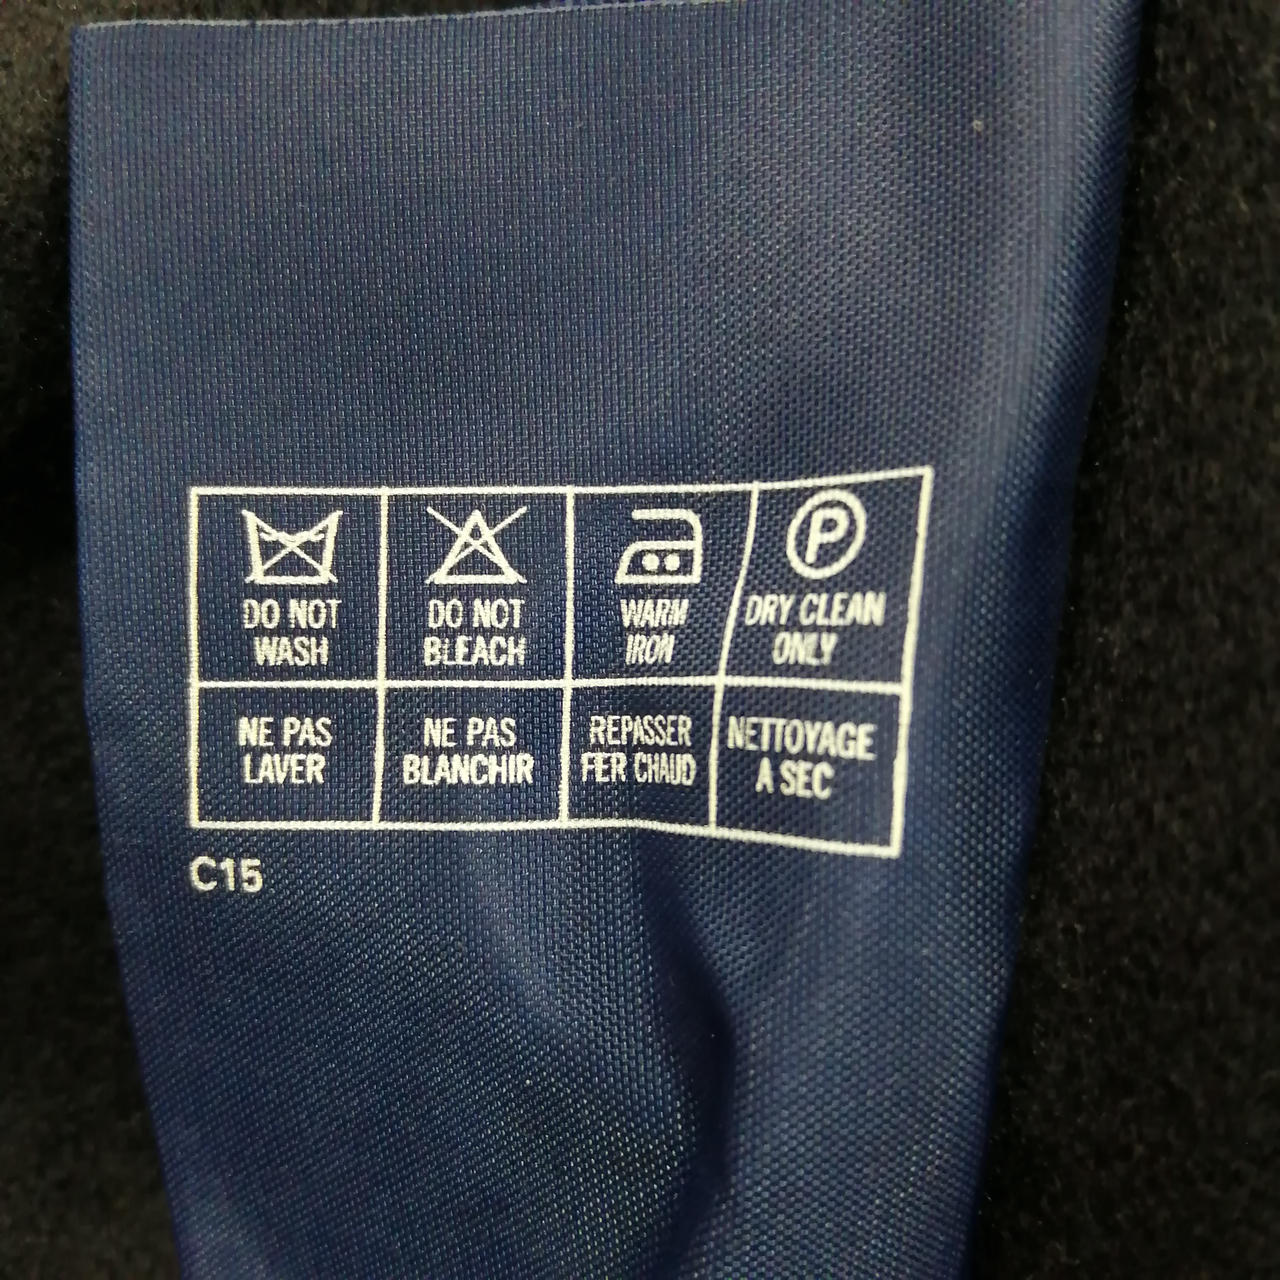 P
DO NOT
WASH
DO NOT
BLEACH
WARM
IRON
DRY CLEAN
ONLY
NE PAS
LAVER
NE PAS
BLANCHIR
REPASSER
FER CHAUD
NETTOYAGE
A SEC
C15